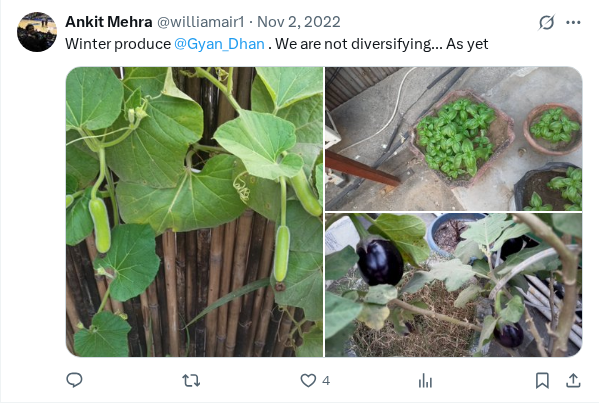 Ankit Mehra @williamair1 · Nov 2, 2022
Winter produce @Gyan_Dhan . We are not diversifying... As yet
4